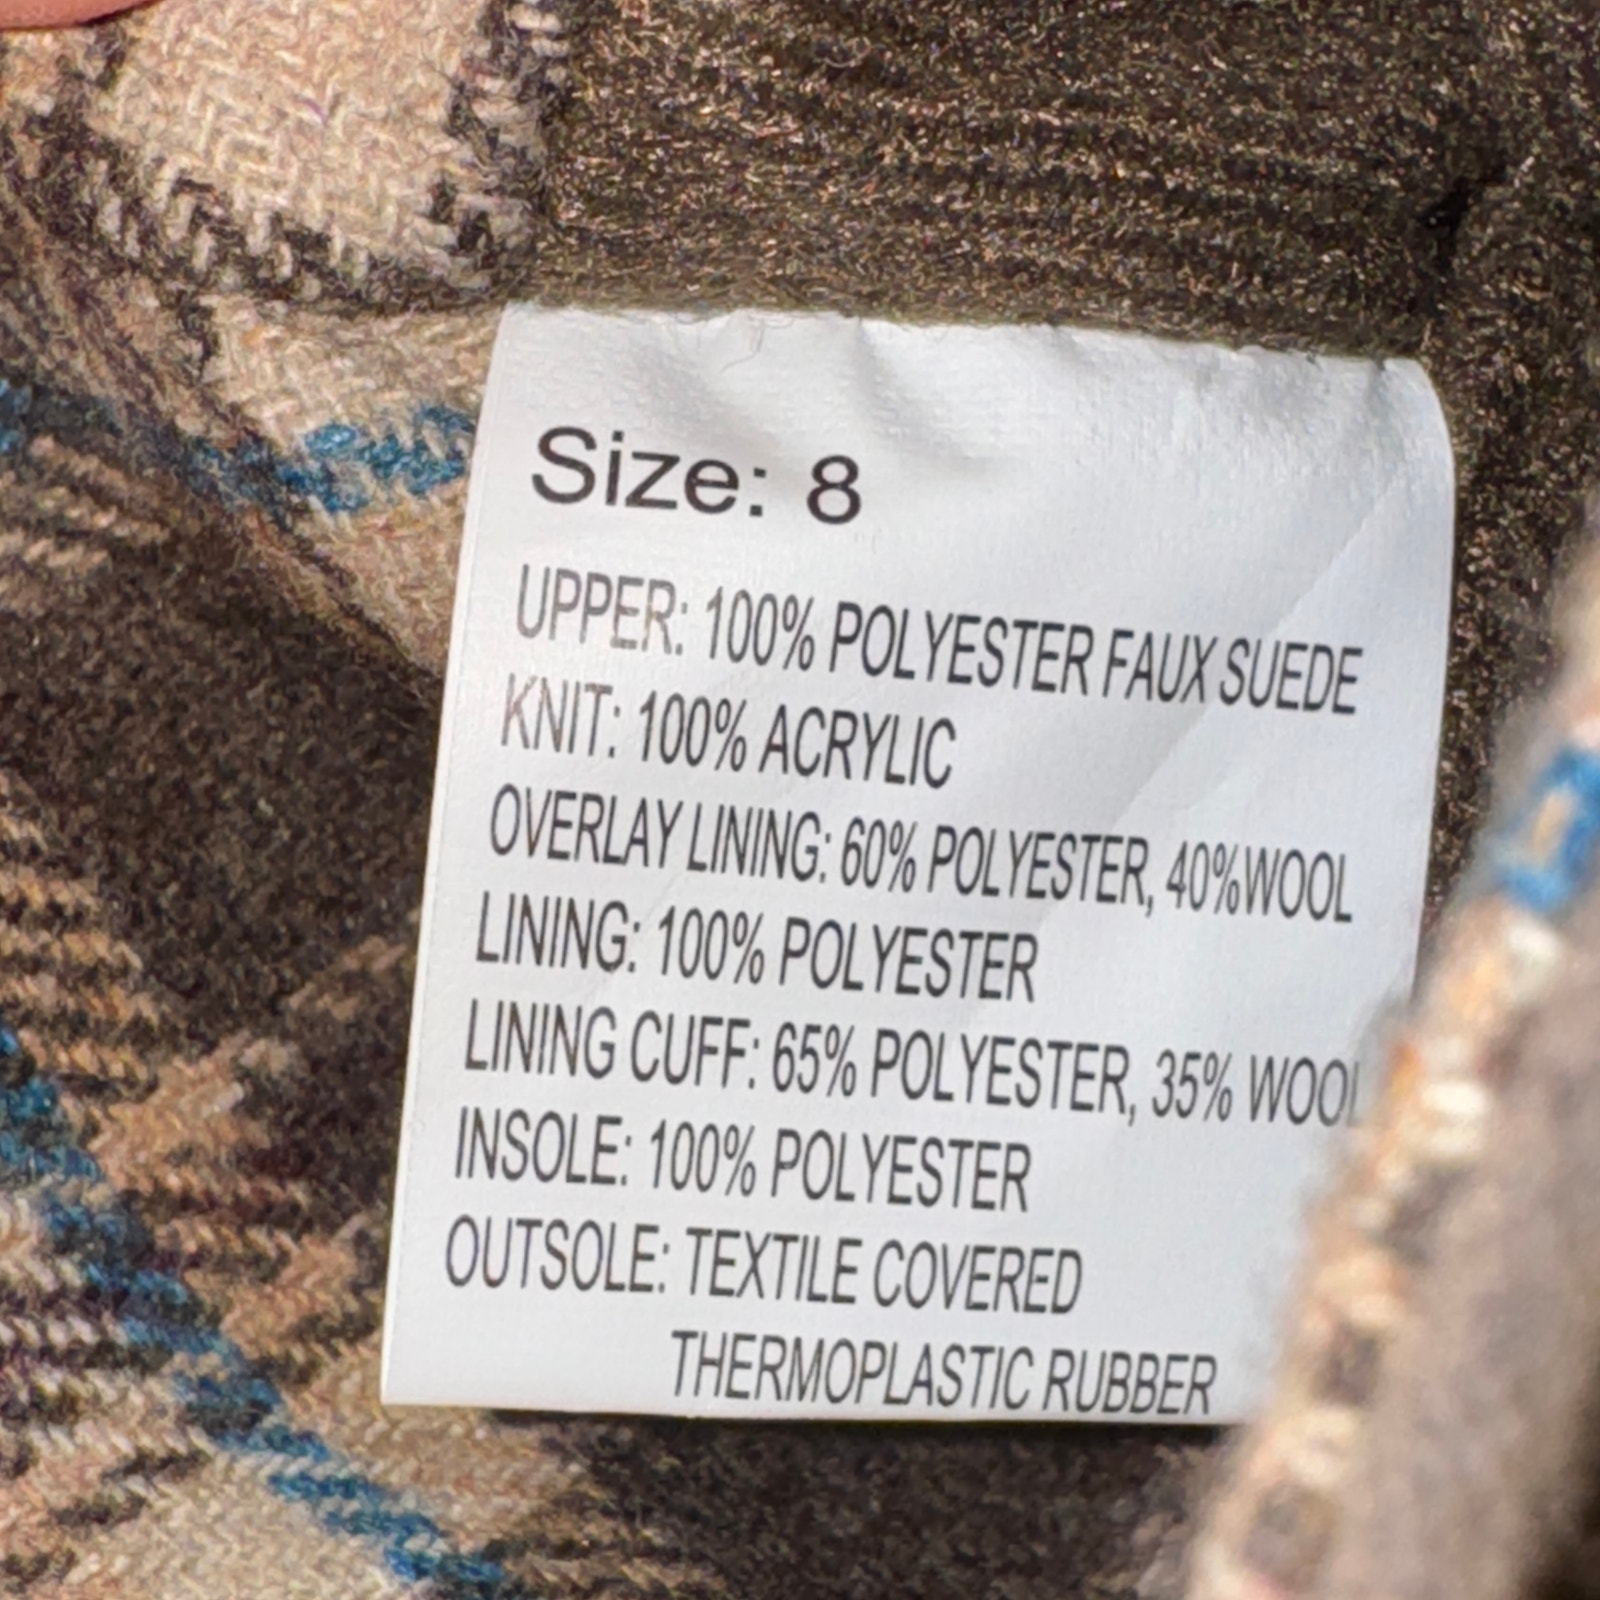 Size: 8
UPPER: 100% POLYESTER FAUX SUEDE
KNIT: 100% ACRYLIC
OVERLAY LINING: 60% POLYESTER, 40%WOOL
LINING: 100% POLYESTER
LINING CUFF: 65% POLYESTER, 35% WOOL
INSOLE: 100% POLYESTER
OUTSOLE: TEXTILE COVERED
THERMOPLASTIC RUBBER